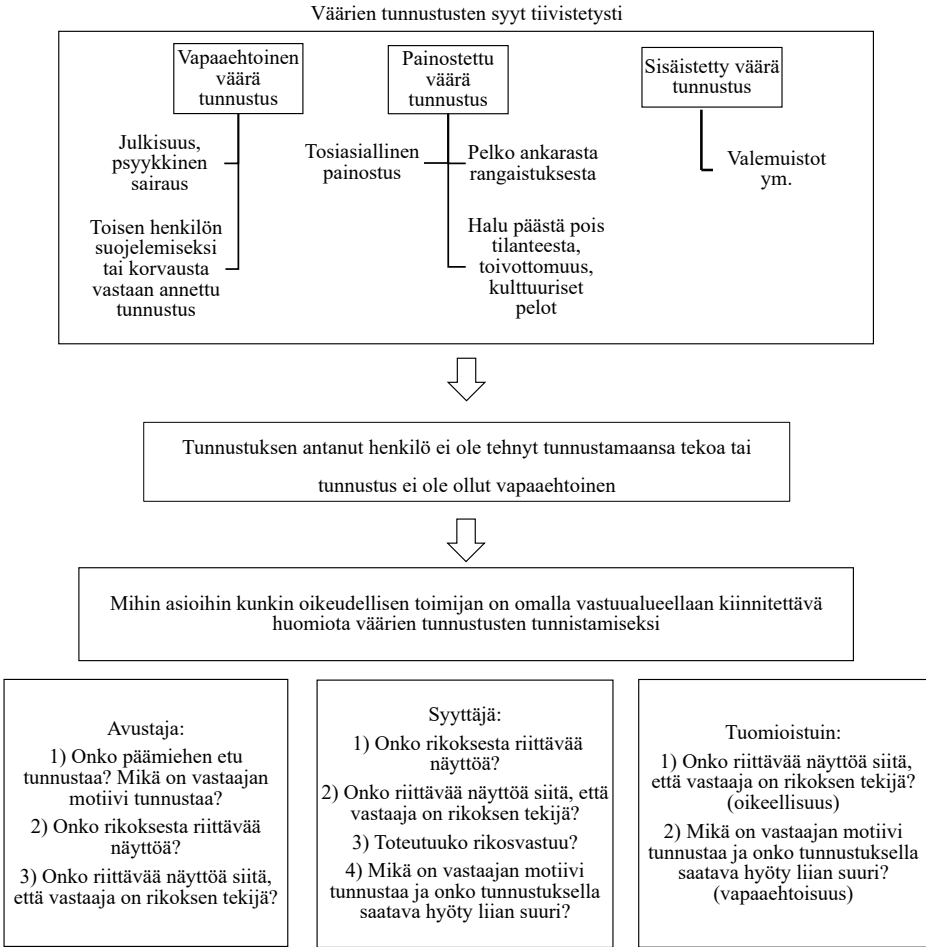 Väärien tunnustusten syyt tiivistetysti
Vapaaehtoinen
väärä
tunnustus
Julkisuus,
psyykkinen
sairaus
Toisen henkilön
suojelemiseksi
tai korvausta
vastaan annettu
tunnustus
Painostettu
väärä
tunnustus
Tosiasiallinen
painostus
Pelko ankarasta
rangaistuksesta
Halu päästä pois
tilanteesta,
toivottomuus,
kulttuuriset
pelot
Sisäistetty väärä
tunnustus
Valemuistot
ym.
Tunnustuksen antanut henkilö ei ole tehnyt tunnustamaansa tekoa tai
tunnustus ei ole ollut vapaaehtoinen
Mihin asioihin kunkin oikeudellisen toimijan on omalla vastuualueellaan kiinnitettävä
huomiota väärien tunnustusten tunnistamiseksi
Avustaja:
1) Onko päämiehen etu
tunnustaa? Mikä on vastaajan
motiivi tunnustaa?
2) Onko rikoksesta riittävää
näyttöä?
3) Onko riittävää näyttöä siitä,
että vastaaja on rikoksen tekijä?
Syyttäjä:
1) Onko rikoksesta riittävää
näyttöä?
2) Onko riittävää näyttöä siitä, että
vastaaja on rikoksen tekijä?
3) Toteutuuko rikosvastuu?
4) Mikä on vastaajan motiivi
tunnustaa ja onko tunnustuksella
saatava hyöty liian suuri?
Tuomioistuin:
1) Onko riittävää näyttöä siitä,
että vastaaja on rikoksen tekijä?
(oikeellisuus)
2) Mikä on vastaajan motiivi
tunnustaa ja onko tunnustuksella
saatava hyöty liian suuri?
(vapaaehtoisuus)